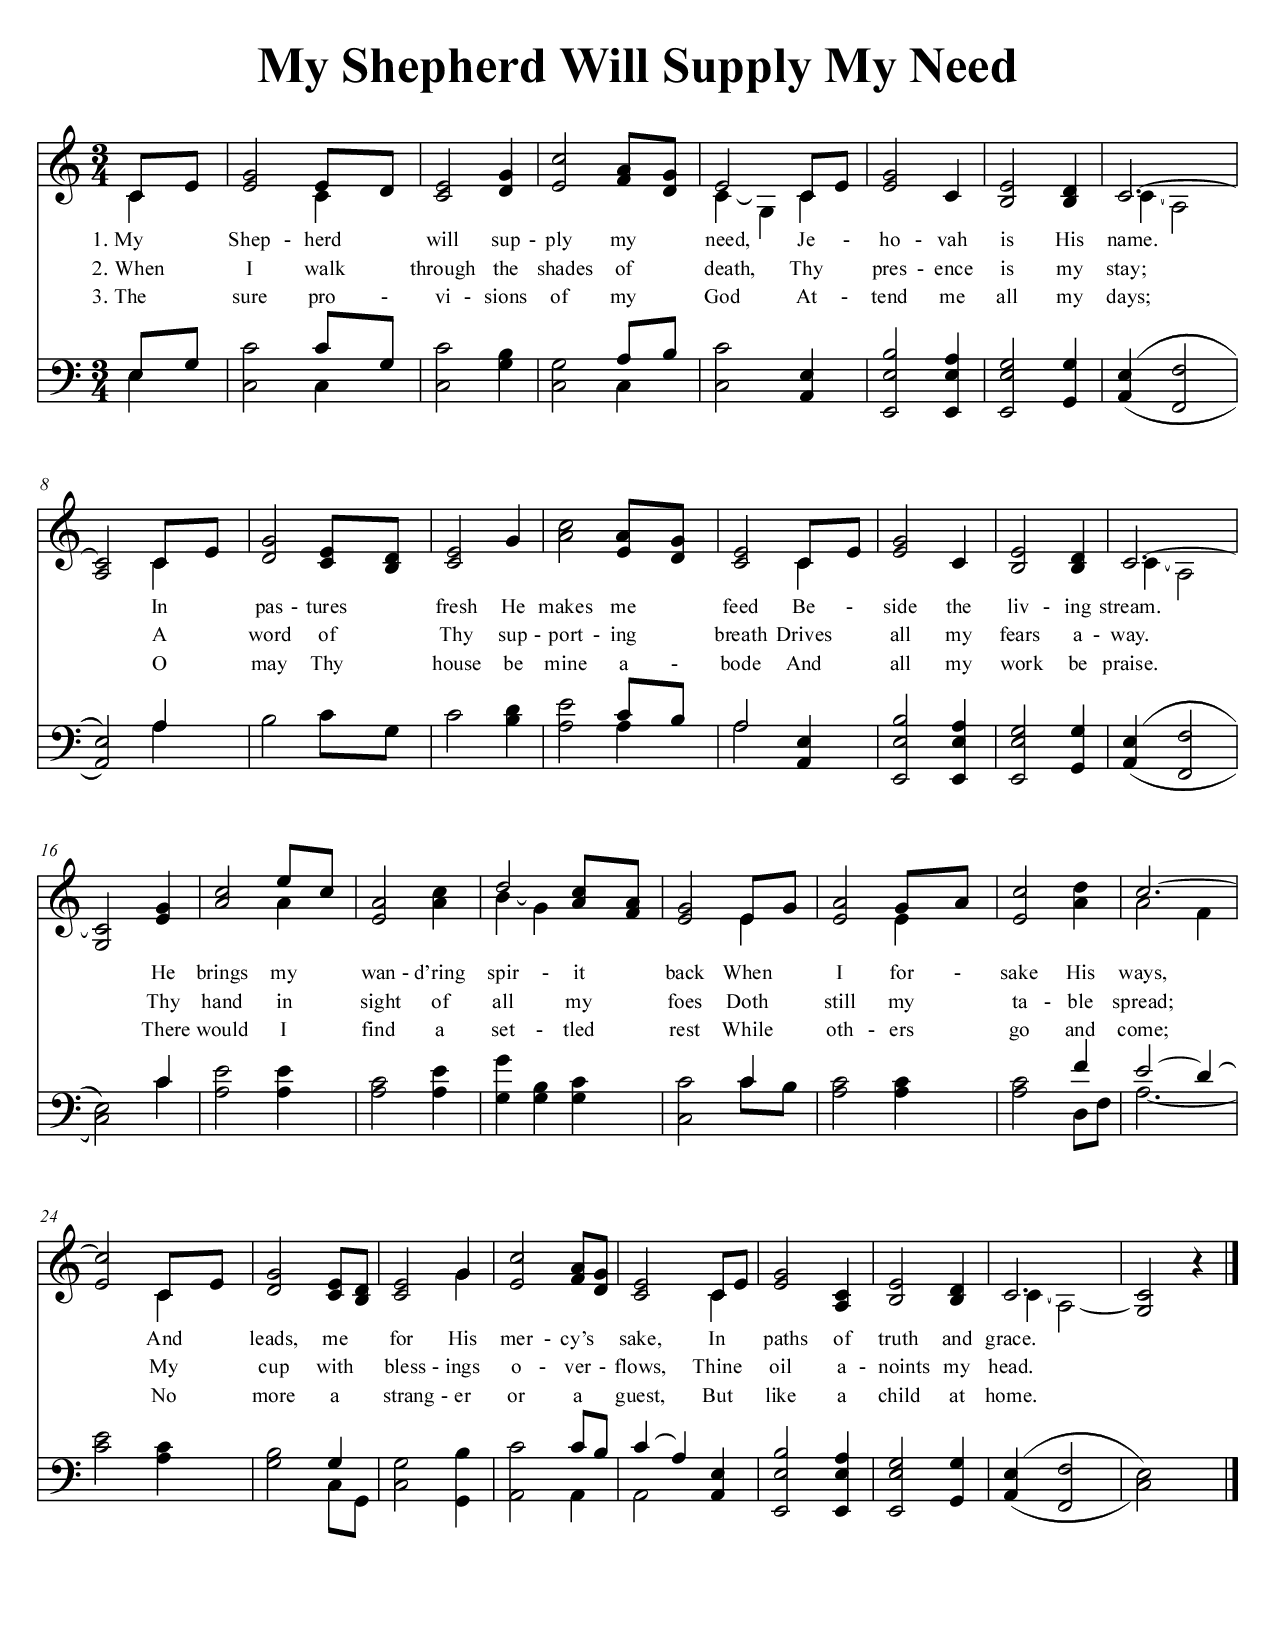 My Shepherd Will Supply My Need
3
4
1. My Shep - herd will sup - ply my need, Je - ho - vah is His name.
2. When I walk through the shades of death, Thy pres - ence is my stay;
3. The sure pro - vi - sions of my God At - tend me all my days;
3
4
8
In pas - tures fresh He makes me feed Be - side the liv - ing stream.
A word of Thy sup - port - ing breath Drives all my fears a - way.
O may Thy house be mine a - bode And all my work be praise.
16
He brings my wan - d’ring spir - it back When I for - sake His ways,
Thy hand in sight of all my foes Doth still my ta - ble spread;
There would I find a set - tled rest While oth - ers go and come;
24
And leads, me for His mer - cy’s sake, In paths of truth and grace.
My cup with bless - ings o - ver - flows, Thine oil a - noints my head.
No more a strang - er or a guest, But like a child at home.